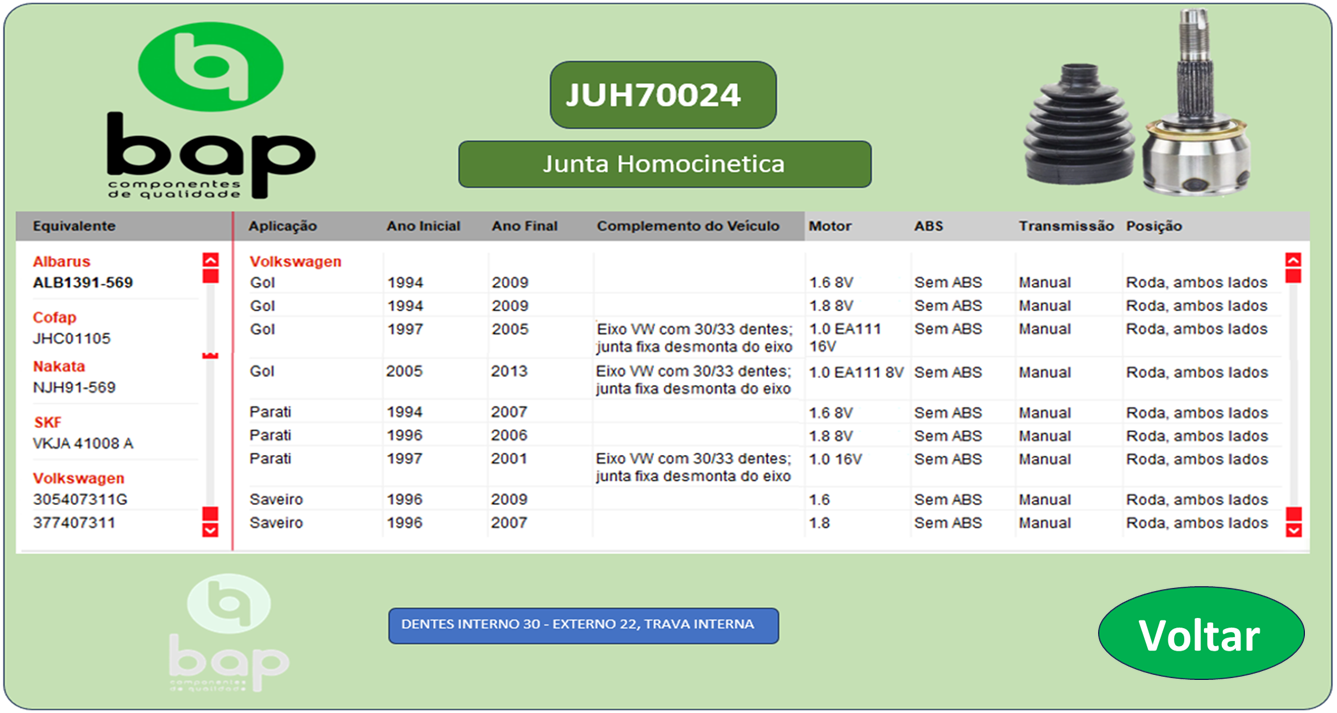 bap
componentes
de qualidade
JUH70024
Junta Homocinetica
Equivalente
Albarus
ALB1391-569
Cofap
JHC01105
Nakata
NJH91-569
SKF
VKJA 41008 A
Volkswagen
305407311G
377407311
Aplicação Ano Inicial Ano Final Complemento do Veículo Motor ABS Transmissão Posição
Volkswagen
Gol 1994 2009 1.6 8V Sem ABS Manual Roda, ambos lados
Gol 1994 2009 1.8 8V Sem ABS Manual Roda, ambos lados
Gol 1997 2005 Eixo VW com 30/33 dentes; 1.0 EA111 Sem ABS Manual Roda, ambos lados
junta fixa desmonta do eixo 16V
Gol 2005 2013 Eixo VW com 30/33 dentes; 1.0 EA111 8V Sem ABS Manual Roda, ambos lados
junta fixa desmonta do eixo
Parati 1994 2007 1.6 8V Sem ABS Manual Roda, ambos lados
Parati 1996 2006 1.8 8V Sem ABS Manual Roda, ambos lados
Parati 1997 2001 Eixo VW com 30/33 dentes; 1.0 16V Sem ABS Manual Roda, ambos lados
junta fixa desmonta do eixo
Saveiro 1996 2009 1.6 Sem ABS Manual Roda, ambos lados
Saveiro 1996 2007 1.8 Sem ABS Manual Roda, ambos lados
bap
componentes
de qualidade
DENTES INTERNO 30 - EXTERNO 22, TRAVA INTERNA
Voltar